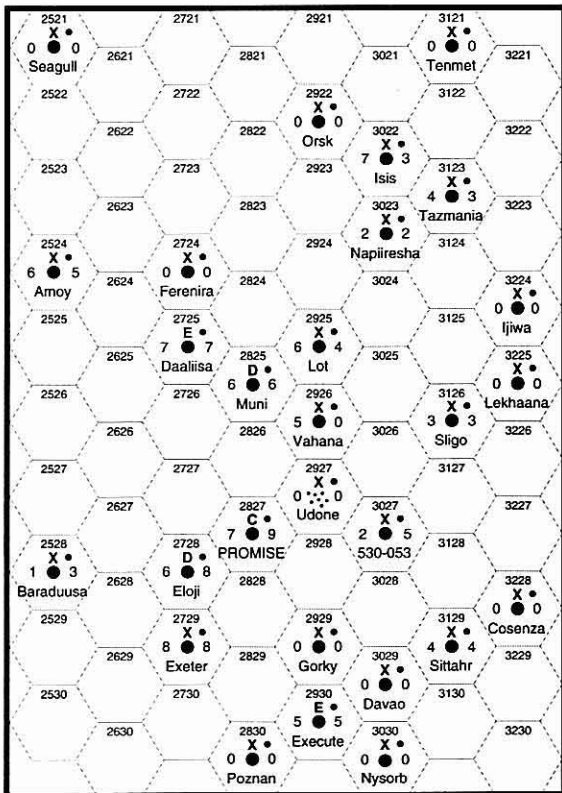 2521
X
0 0
Seagull
2721
2921
3121
X
0 0
Tenmet
2621
2821
3021
3221
2522
2722
2922
X
0 0
Orsk
3122
2622
2822
3022
X
7 3
Isis
3222
2523
2723
2923
3123
X
4 3
Tazmania
2623
2823
3023
X
2 2
Napiiresha
3223
2524
X
6 5
Amoy
2724
X
0 0
Ferenira
2924
3124
2624
2824
3024
3224
X
0 0
Ijiwa
2525
2725
E
7 7
Daaliisa
2925
X
6 4
Lot
3125
2625
2825
D
6 6
Muni
3025
3225
X
0 0
Lekhaana
2526
2726
2926
X
5 0
Vahana
3126
X
3 3
Sligo
2626
2826
3026
3226
2527
2727
2927
X
0 0
Udone
3127
2627
2827
C
7 9
PROMISE
3027
X
2 5
530-053
3227
2528
X
1 3
Baraduusa
2728
D
6 8
Eloji
2928
3128
2628
2828
3028
3228
X
0 0
Cosenza
2529
2729
X
8 8
Exeter
2929
X
0 0
Gorky
3129
X
4 4
Sittahr
2629
2829
3029
X
0 0
Davao
3229
2530
2730
2930
E
5 5
Execute
3130
2630
2830
X
0 0
Poznan
3030
X
0 0
Nysorb
3230